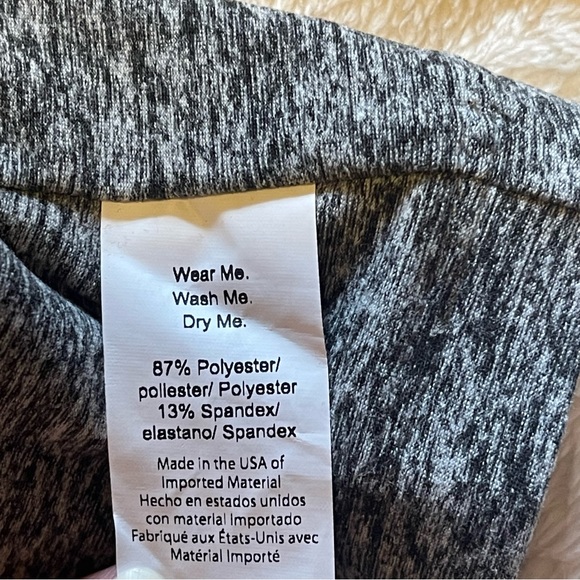 Wear Me.
Wash Me.
Dry Me.
87% Polyester/
poliester/ Polyester
13% Spandex/
elastano/ Spandex
Made in the USA of
Imported Material
Hecho en estados unidos
con material Importado
Fabriqué aux États-Unis avec
Matérial Importé